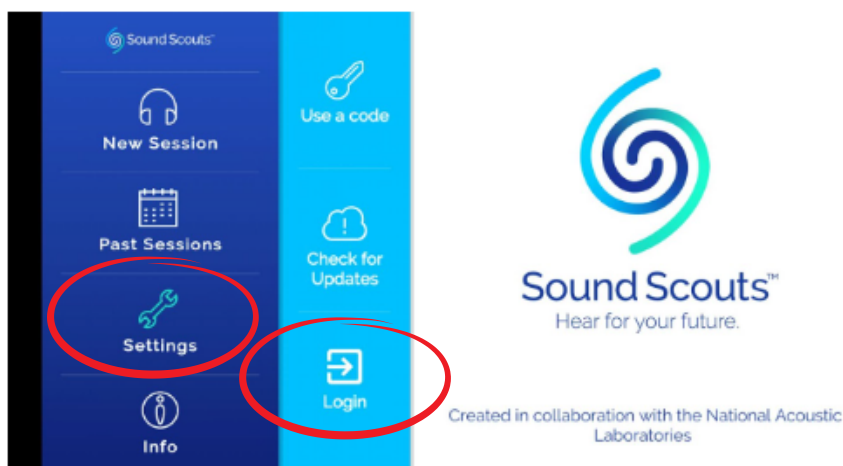 Sound Scouts™
New Session
Past Sessions
Settings
Info
Use a code
Check for
Updates
Login
Sound Scouts™
Hear for your future.
Created in collaboration with the National Acoustic
Laboratories